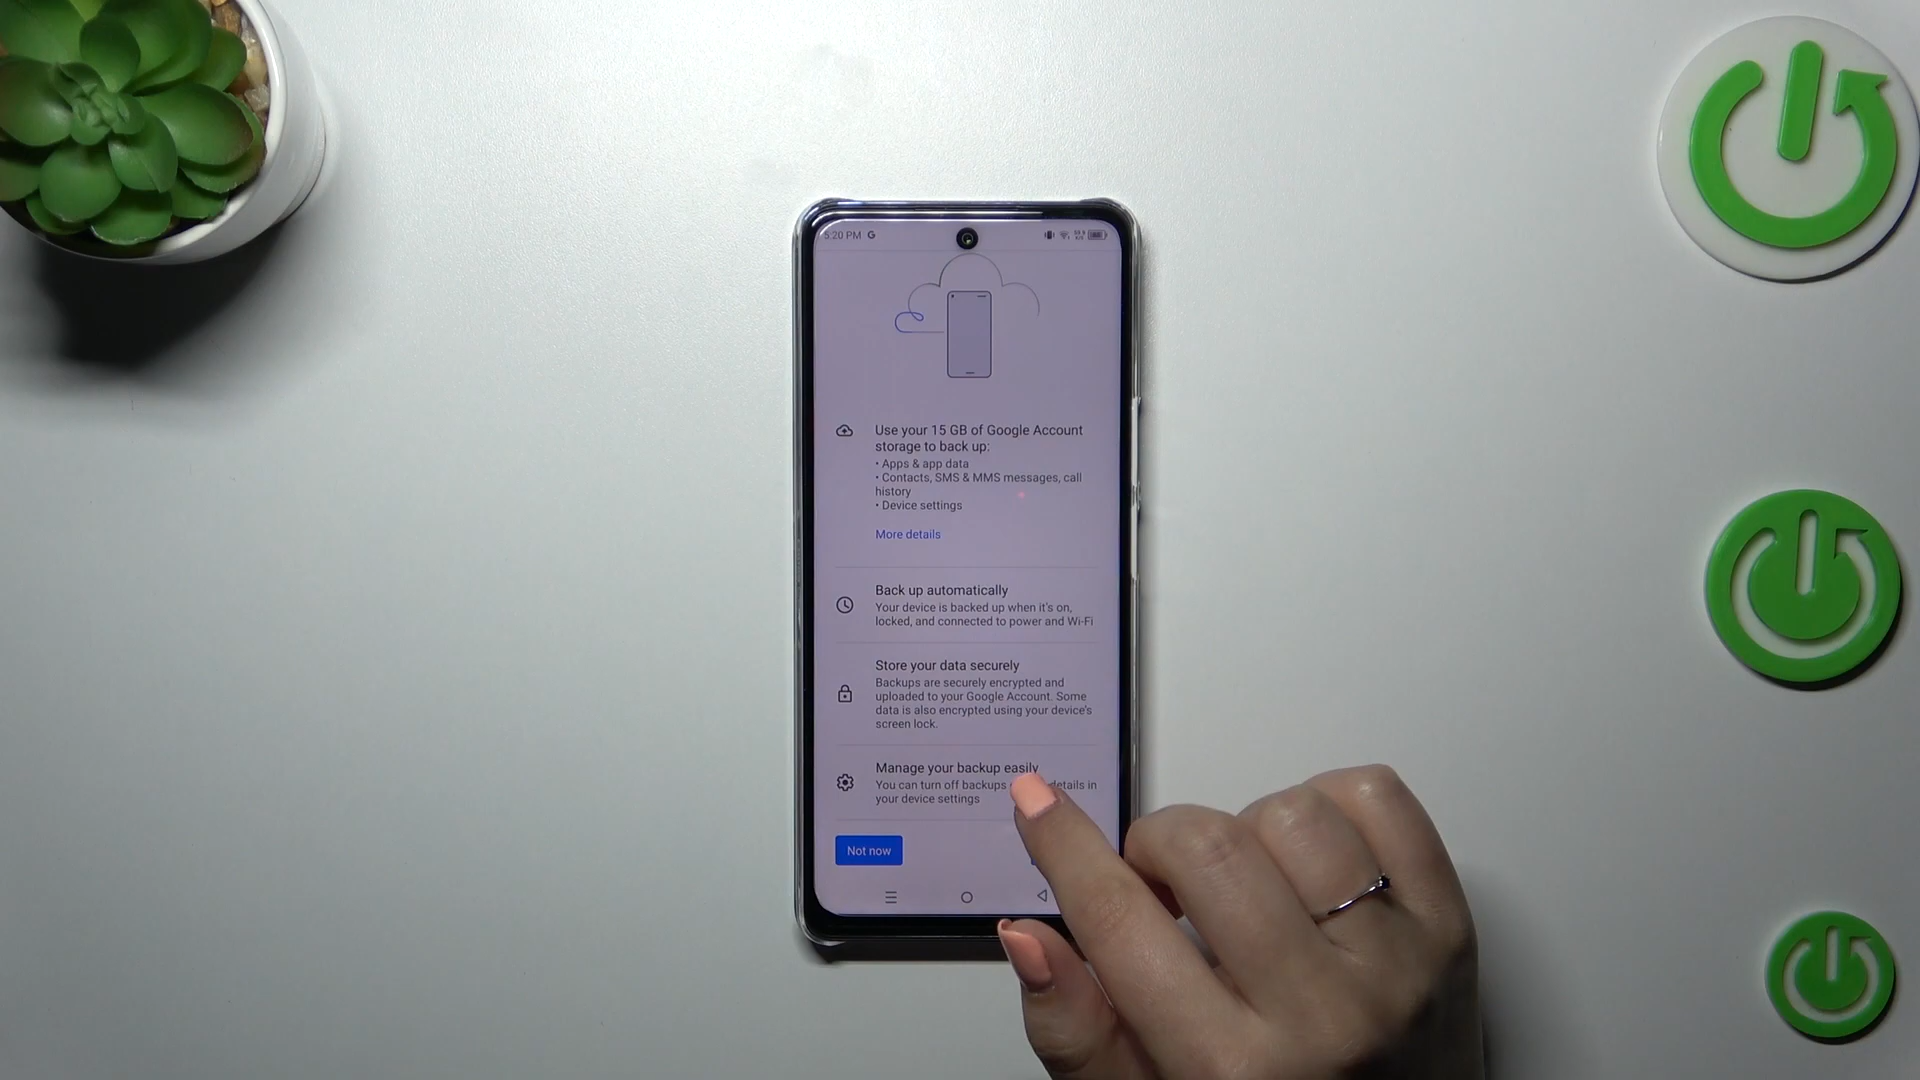 5:20 PM G
Use your 15 GB of Google Account
storage to back up:
• Apps & app data
• Contacts, SMS & MMS messages, call
history
• Device settings
More details
Back up automatically
Your device is backed up when it's on,
locked, and connected to power and Wi-Fi
Store your data securely
Backups are securely encrypted and
uploaded to your Google Account. Some
data is also encrypted using your device's
screen lock.
Manage your backup easily
You can turn off backups details in
your device settings
Not now